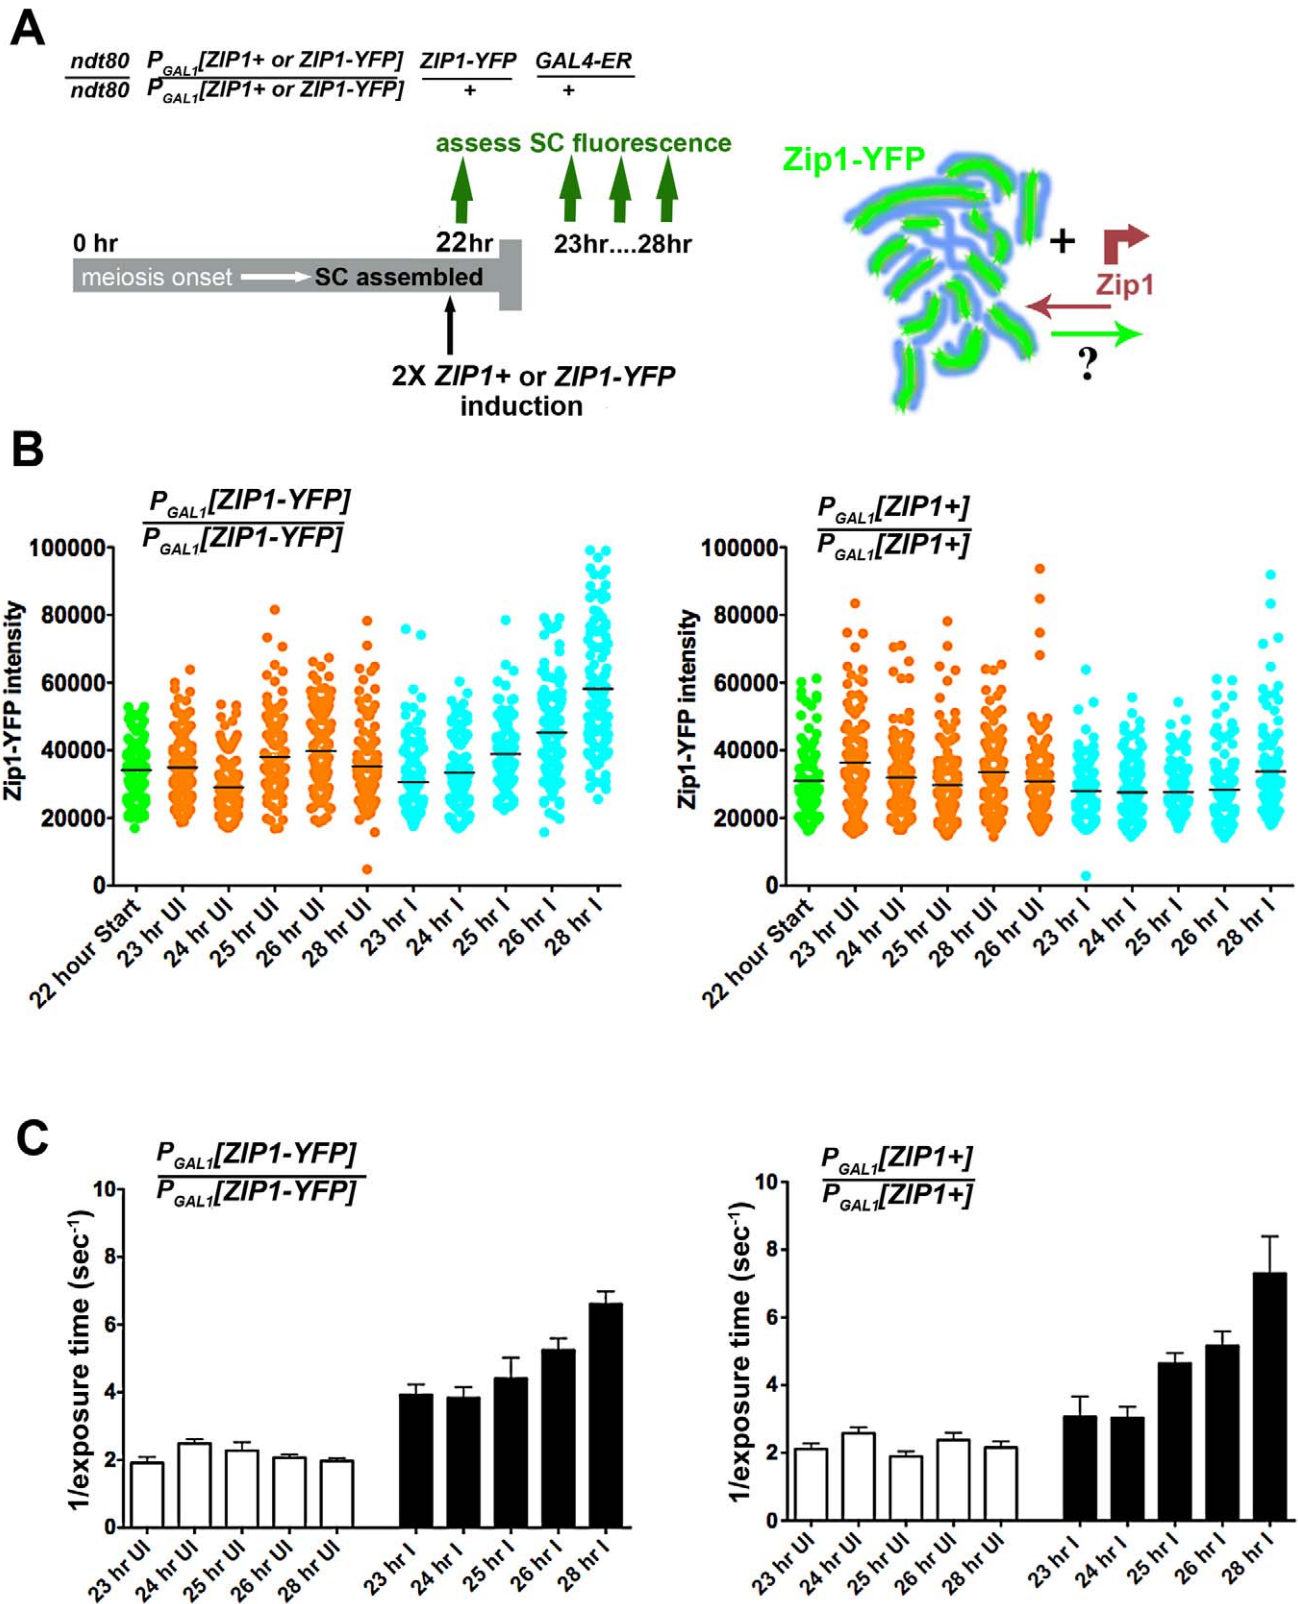 A
ndt80 P_GAL1[ZIP1+ or ZIP1-YFP] ZIP1-YFP GAL4-ER
ndt80 P_GAL1[ZIP1+ or ZIP1-YFP] + +
assess SC fluorescence
Zip1-YFP
0 hr 22hr 23hr....28hr
meiosis onset SC assembled
+
Zip1
?
2X ZIP1+ or ZIP1-YFP
induction
B
P_GAL1[ZIP1-YFP]
P_GAL1[ZIP1-YFP]
Zip1-YFP intensity
100000
80000
60000
40000
20000
0
22 hour Start
23 hr UI
24 hr UI
25 hr UI
26 hr UI
28 hr UI
23 hr I
24 hr I
25 hr I
26 hr I
28 hr I
P_GAL1[ZIP1+]
P_GAL1[ZIP1+]
Zip1-YFP intensity
100000
80000
60000
40000
20000
0
22 hour Start
23 hr UI
24 hr UI
25 hr UI
28 hr UI
26 hr UI
23 hr I
24 hr I
25 hr I
26 hr I
28 hr I
C
P_GAL1[ZIP1-YFP]
P_GAL1[ZIP1-YFP]
1/exposure time (sec⁻¹)
10
8
6
4
2
0
23 hr UI
24 hr UI
25 hr UI
26 hr UI
28 hr UI
23 hr I
24 hr I
25 hr I
26 hr I
28 hr I
P_GAL1[ZIP1+]
P_GAL1[ZIP1+]
1/exposure time (sec⁻¹)
10
8
6
4
2
0
23 hr UI
24 hr UI
25 hr UI
26 hr UI
28 hr UI
23 hr I
24 hr I
25 hr I
26 hr I
28 hr I